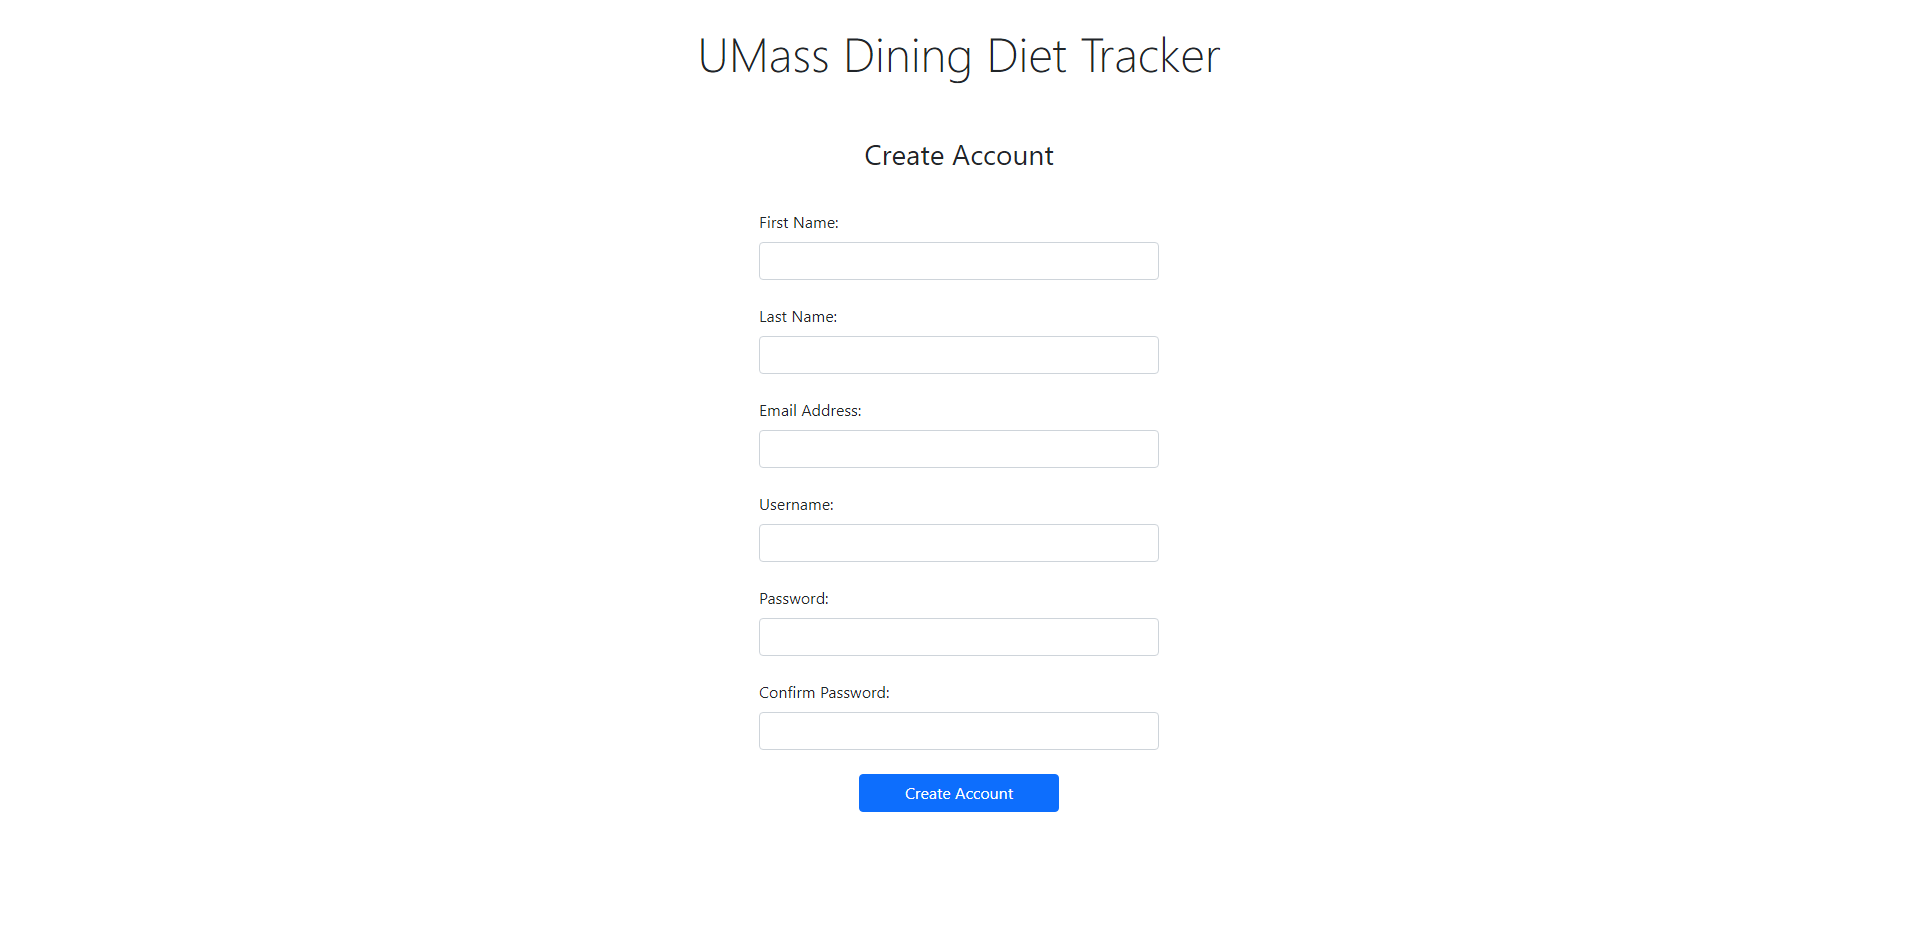 UMass Dining Diet Tracker
Create Account
First Name:
Last Name:
Email Address:
Username:
Password:
Confirm Password:
Create Account